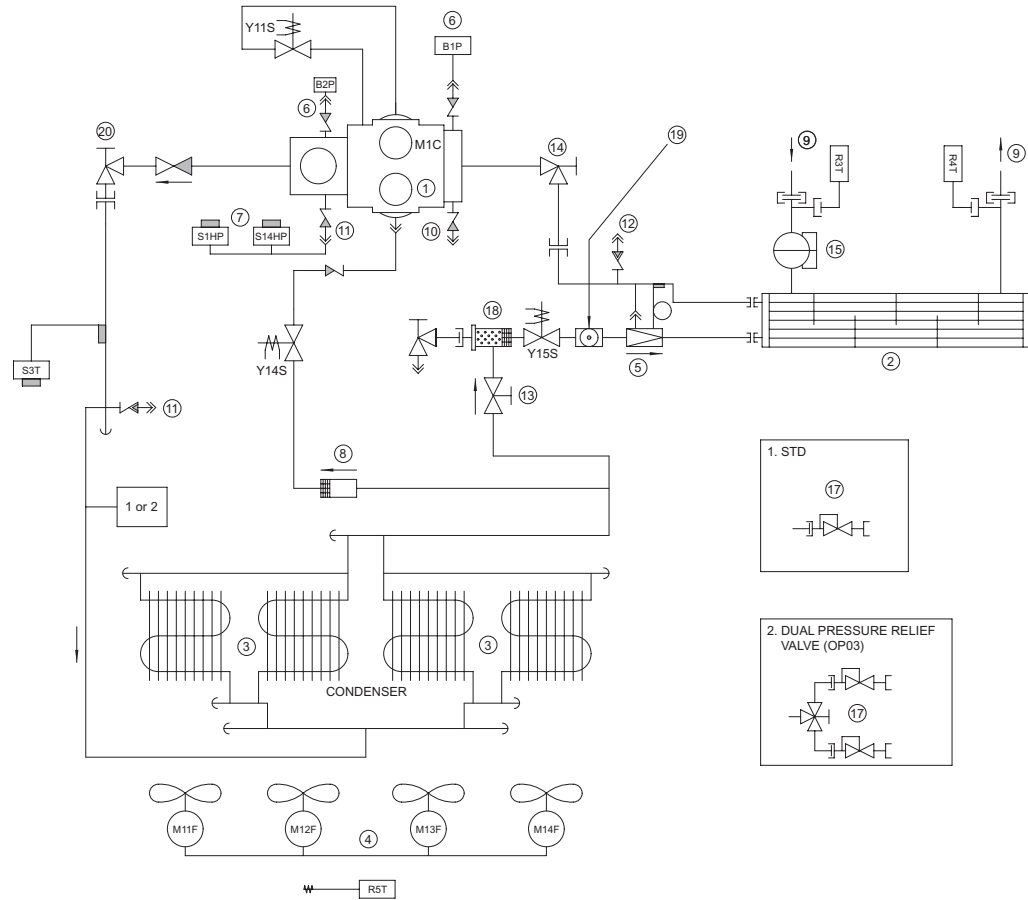 Y11S
6
B1P
B2P
6
20
M1C
14
19
9
9
R3T
R4T
1
7
S1HP
S14HP
11
10
12
15
18
Y15S
5
2
Y14S
S3T
13
11
8
1. STD
17
1 or 2
3
3
CONDENSER
2. DUAL PRESSURE RELIEF
VALVE (OP03)
17
M11F
M12F
M13F
M14F
4
R5T